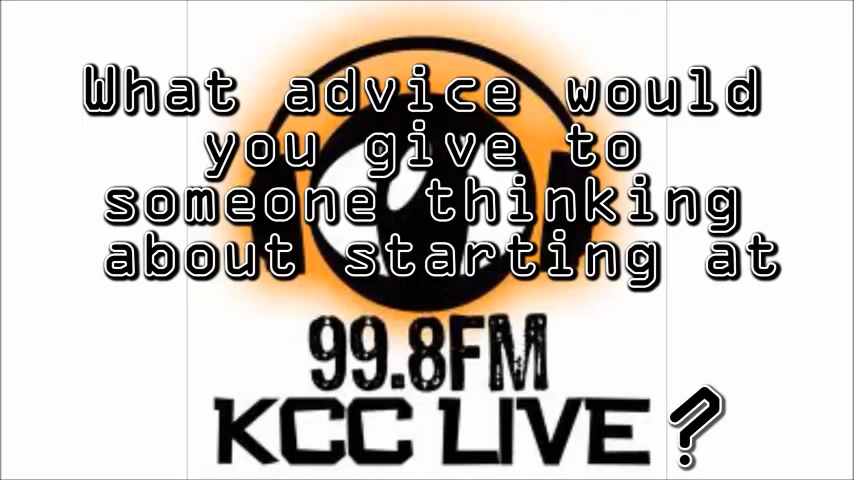 What advice would
you give to
someone thinking
about starting at
99.8FM
KCC LIVE?